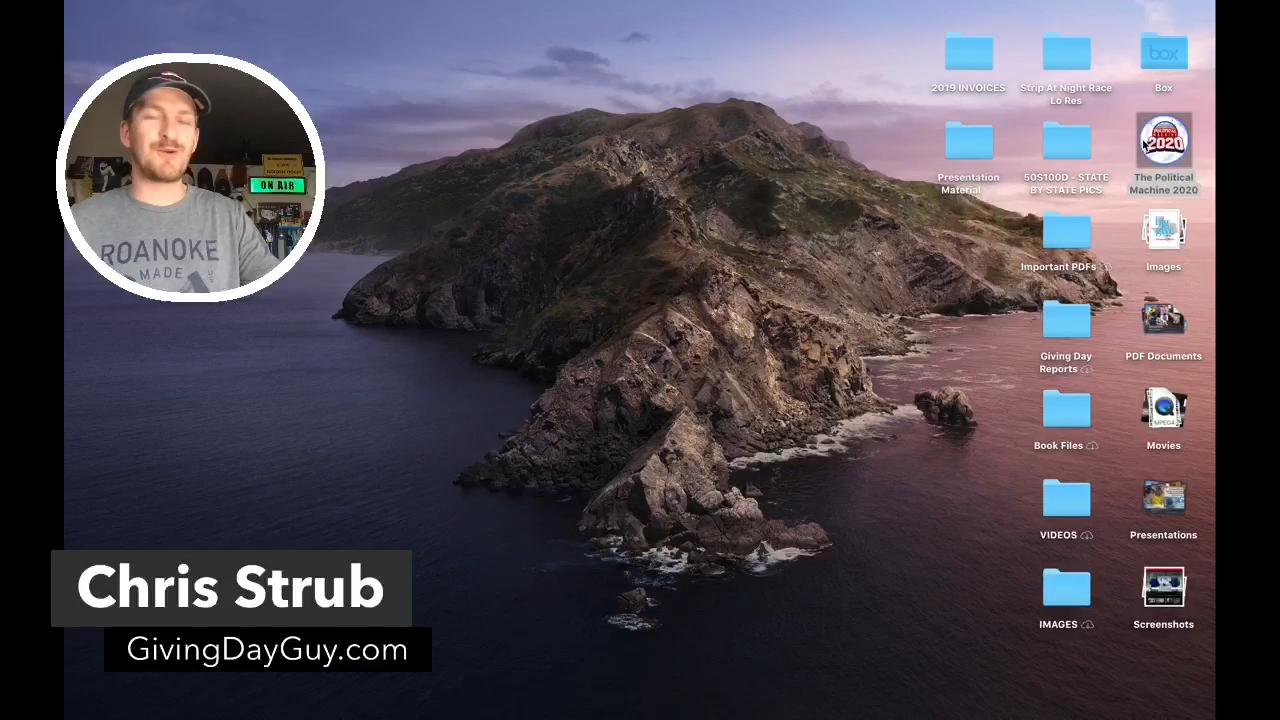 2019 INVOICES
Strip At Night Race
Lo Res
box
Box
Presentation
Material
50S100D - STATE
BY STATE PICS
POLITICAL
MACHINE
2020
The Political
Machine 2020
ON AIR
ROANOKE
MADE
Important PDFs
Images
Giving Day
Reports
PDF Documents
Book Files
MPEG4
Movies
VIDEOS
Presentations
IMAGES
Screenshots
Chris Strub
GivingDayGuy.com